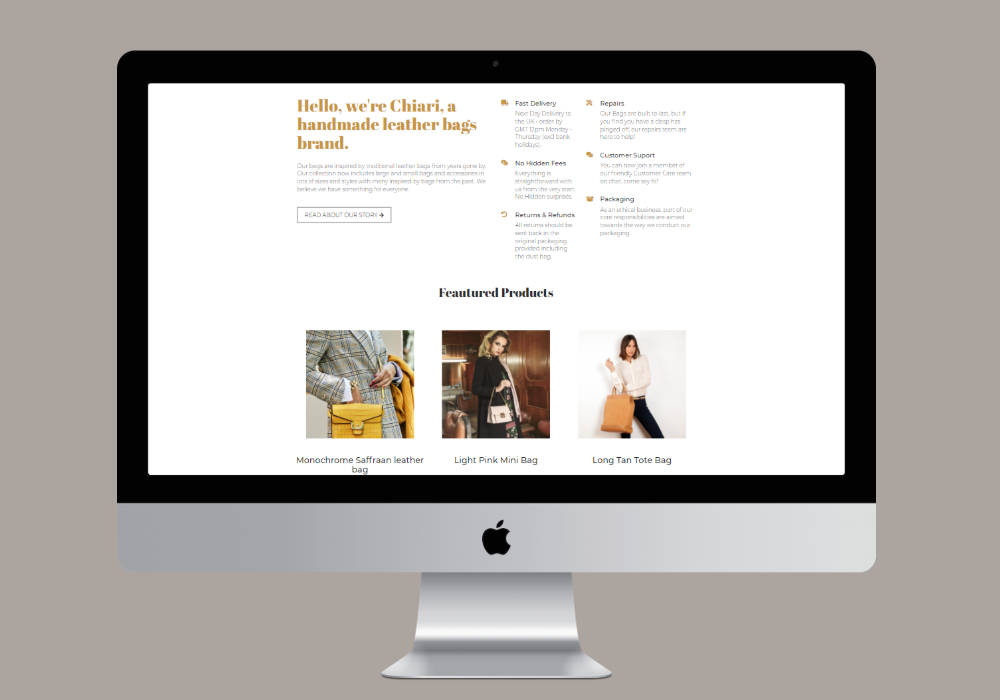 Hello, we're Chiari, a
handmade leather bags
brand.
Our bags are inspired by traditional leather bags from years gone by.
Our collection now includes large and small bags and accessories in
lots of sizes and styles with many inspired by bags from the past. We
believe we have something for everyone.
READ ABOUT OUR STORY →
Fast Delivery
Next Day Delivery to
the UK - order by
GMT 12pm Monday -
Thursday (excl bank
holidays).
No Hidden Fees
Everything is
straightforward with
us from the very start.
No Hidden surprises.
Returns & Refunds
All returns should be
sent back in the
original packaging
provided including
the dust bag.
Repairs
Our Bags are built to last, but if
you find you have a clasp has
pinged off, our repairs team are
here to help!
Customer Suport
You can now join a member of
our friendly Customer Care team
on chat, come say hi!
Packaging
As an ethical business, part of our
core responsibilities are aimed
towards the way we conduct our
packaging.
Feautured Products
Monochrome Saffraan leather
bag
Light Pink Mini Bag
Long Tan Tote Bag